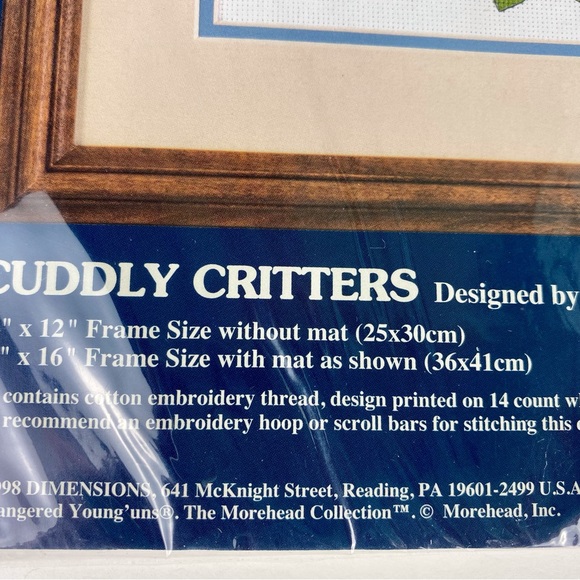 CUDDLY CRITTERS Designed by
" x 12" Frame Size without mat (25x30cm)
" x 16" Frame Size with mat as shown (36x41cm)
contains cotton embroidery thread, design printed on 14 count w
recommend an embroidery hoop or scroll bars for stitching this
98 DIMENSIONS, 641 McKnight Street, Reading, PA 19601-2499 U.S.A
angered Young'uns®. The Morehead Collection™. © Morehead, Inc.